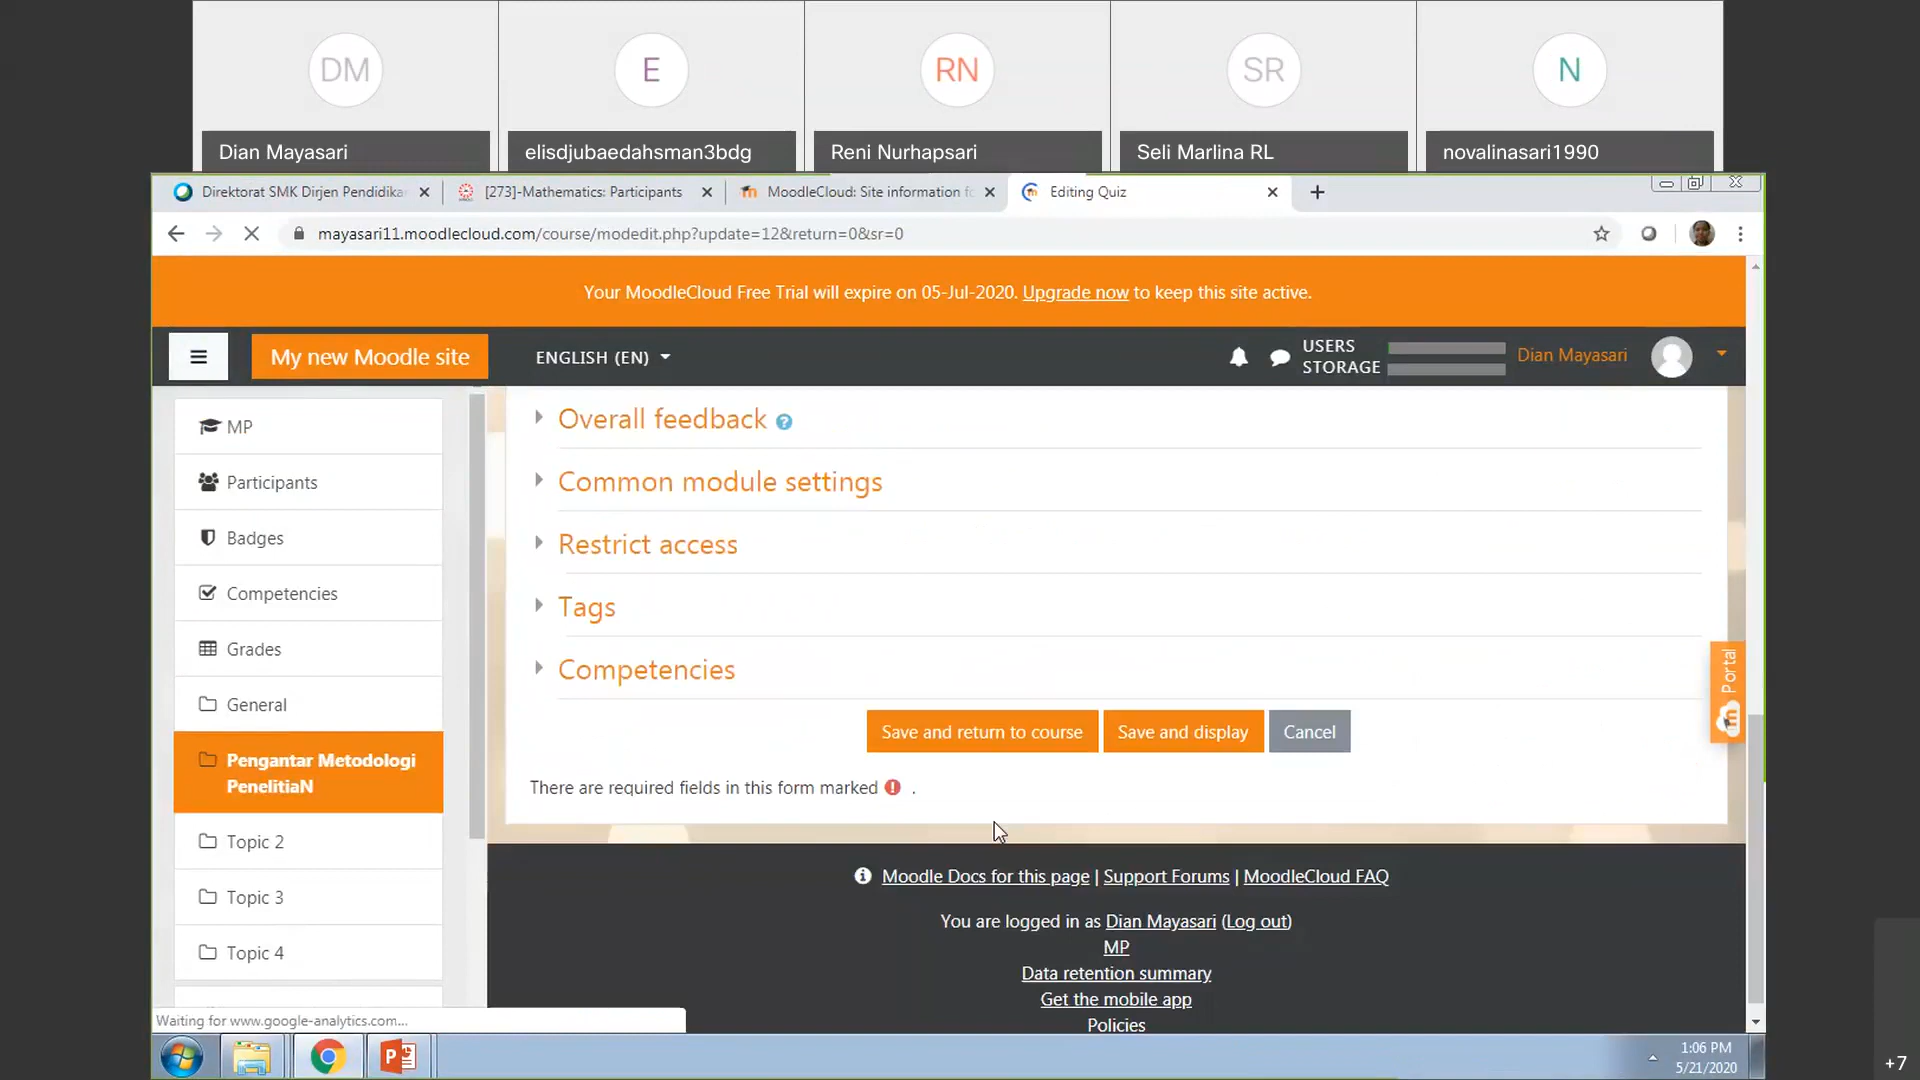 DM
E
RN
SR
N
Dian Mayasari
elisdjubaedahsman3bdg
Reni Nurhapsari
Seli Marlina RL
novalinasari1990
Direktorat SMK Dirjen Pendidika
[273]-Mathematics: Participants
MoodleCloud: Site information fo
Editing Quiz
mayasari11.moodlecloud.com/course/modedit.php?update=12&return=0&sr=0
Your MoodleCloud Free Trial will expire on 05-Jul-2020. Upgrade now to keep this site active.
My new Moodle site
ENGLISH (EN)
USERS
STORAGE
Dian Mayasari
MP
Participants
Badges
Competencies
Grades
General
Pengantar Metodologi
PenelitiaN
Topic 2
Topic 3
Topic 4
Overall feedback
Common module settings
Restrict access
Tags
Competencies
Save and return to course
Save and display
Cancel
There are required fields in this form marked .
Portal
Moodle Docs for this page | Support Forums | MoodleCloud FAQ
You are logged in as Dian Mayasari (Log out)
MP
Data retention summary
Get the mobile app
Policies
Waiting for www.google-analytics.com...
1:06 PM
5/21/2020
+7